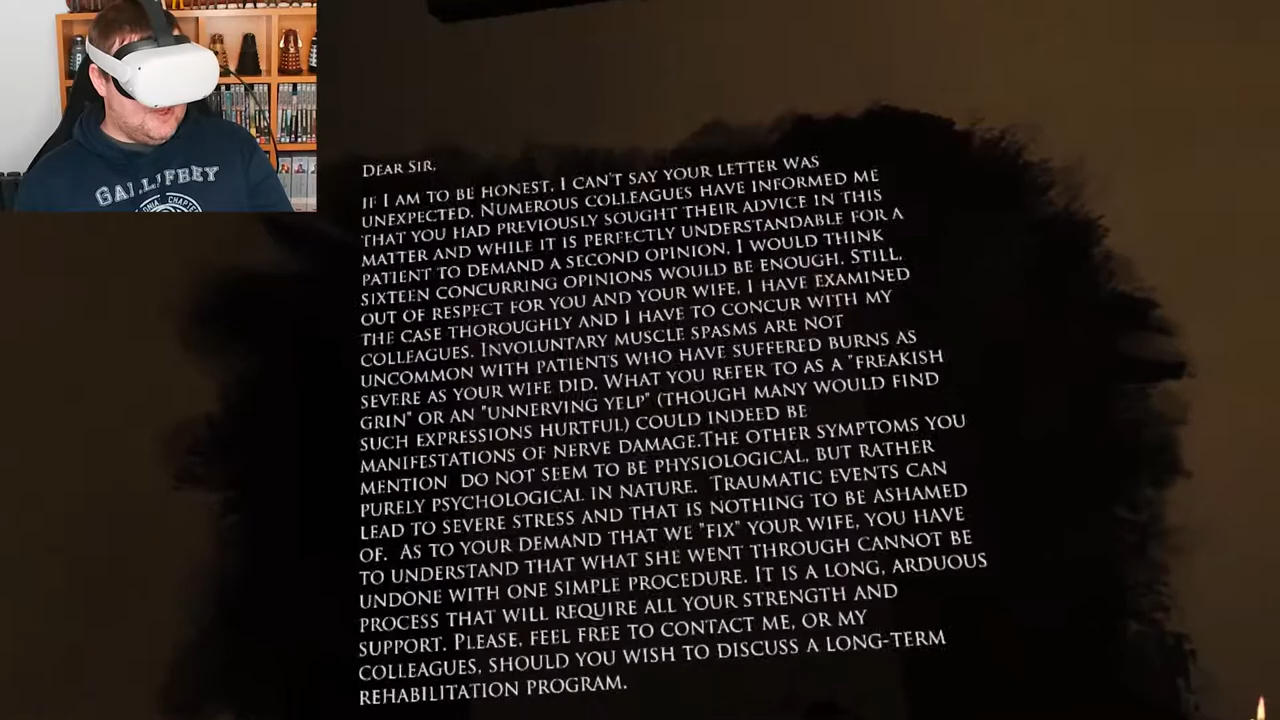 GALLIFREY
CHAPTE
DEAR SIR,
IF I AM TO BE HONEST, I CAN'T SAY YOUR LETTER WAS
UNEXPECTED. NUMEROUS COLLEAGUES HAVE INFORMED ME
THAT YOU HAD PREVIOUSLY SOUGHT THEIR ADVICE IN THIS
MATTER AND WHILE IT IS PERFECTLY UNDERSTANDABLE FOR A
PATIENT TO DEMAND A SECOND OPINION, I WOULD THINK
SIXTEEN CONCURRING OPINIONS WOULD BE ENOUGH. STILL,
OUT OF RESPECT FOR YOU AND YOUR WIFE, I HAVE EXAMINED
THE CASE THOROUGHLY AND I HAVE TO CONCUR WITH MY
COLLEAGUES. INVOLUNTARY MUSCLE SPASMS ARE NOT
UNCOMMON WITH PATIENTS WHO HAVE SUFFERED BURNS AS
SEVERE AS YOUR WIFE DID. WHAT YOU REFER TO AS A "FREAKISH
GRIN" OR AN "UNNERVING YELP" (THOUGH MANY WOULD FIND
SUCH EXPRESSIONS HURTFUL) COULD INDEED BE
MANIFESTATIONS OF NERVE DAMAGE.THE OTHER SYMPTOMS YOU
MENTION DO NOT SEEM TO BE PHYSIOLOGICAL, BUT RATHER
PURELY PSYCHOLOGICAL IN NATURE. TRAUMATIC EVENTS CAN
LEAD TO SEVERE STRESS AND THAT IS NOTHING TO BE ASHAMED
OF. AS TO YOUR DEMAND THAT WE "FIX" YOUR WIFE, YOU HAVE
TO UNDERSTAND THAT WHAT SHE WENT THROUGH CANNOT BE
UNDONE WITH ONE SIMPLE PROCEDURE. IT IS A LONG, ARDUOUS
PROCESS THAT WILL REQUIRE ALL YOUR STRENGTH AND
SUPPORT. PLEASE, FEEL FREE TO CONTACT ME, OR MY
COLLEAGUES, SHOULD YOU WISH TO DISCUSS A LONG-TERM
REHABILITATION PROGRAM.